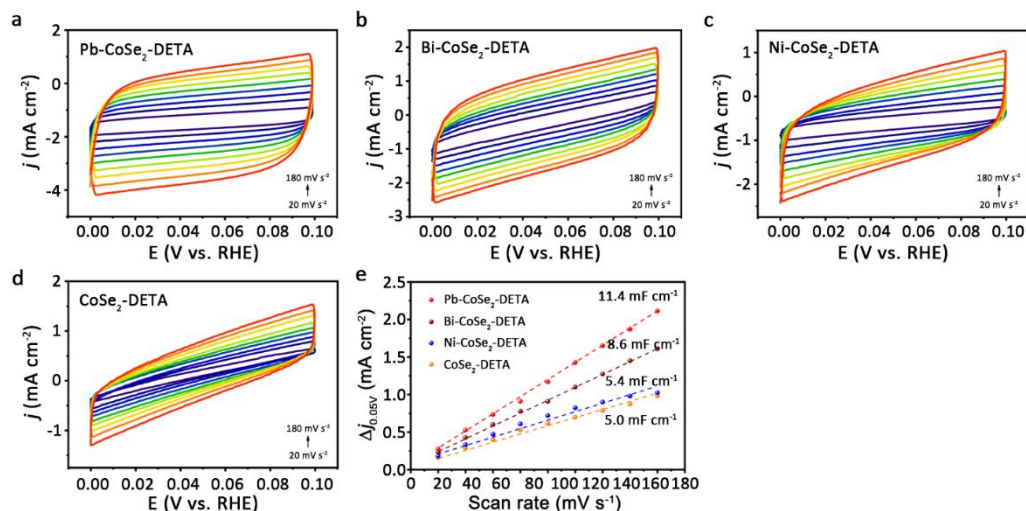 a
Pb-CoSe₂-DETA
j (mA cm⁻²)
2
0
-2
-4
180 mV s⁻²
20 mV s⁻²
0.00 0.02 0.04 0.06 0.08 0.10
E (V vs. RHE)
b
Bi-CoSe₂-DETA
j (mA cm⁻²)
2
1
0
-1
-2
-3
180 mV s⁻²
20 mV s⁻²
0.00 0.02 0.04 0.06 0.08 0.10
E (V vs. RHE)
c
Ni-CoSe₂-DETA
j (mA cm⁻²)
1
0
-1
-2
180 mV s⁻²
20 mV s⁻²
0.00 0.02 0.04 0.06 0.08 0.10
E (V vs. RHE)
d
CoSe₂-DETA
j (mA cm⁻²)
2
1
0
-1
180 mV s⁻²
20 mV s⁻²
0.00 0.02 0.04 0.06 0.08 0.10
E (V vs. RHE)
e
Δj0.05V (mA cm⁻²)
2.5
2.0
1.5
1.0
0.5
0.0
Pb-CoSe₂-DETA
Bi-CoSe₂-DETA
Ni-CoSe₂-DETA
CoSe₂-DETA
11.4 mF cm⁻¹
8.6 mF cm⁻¹
5.4 mF cm⁻¹
5.0 mF cm⁻¹
0 20 40 60 80 100 120 140 160 180
Scan rate (mV s⁻¹)